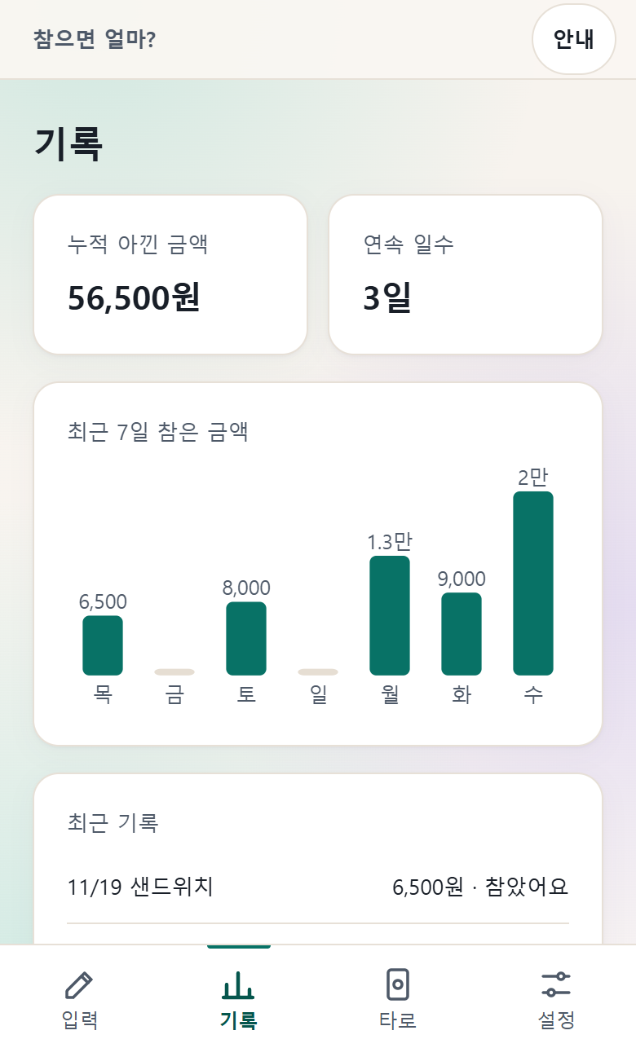 참으면 얼마?
안내
기록
누적 아낀 금액
56,500원
연속 일수
3일
최근 7일 참은 금액
6,500
8,000
1.3만
9,000
2만
목 금 토 일 월 화 수
최근 기록
11/19 샌드위치 6,500원 · 참았어요
입력 기록 타로 설정